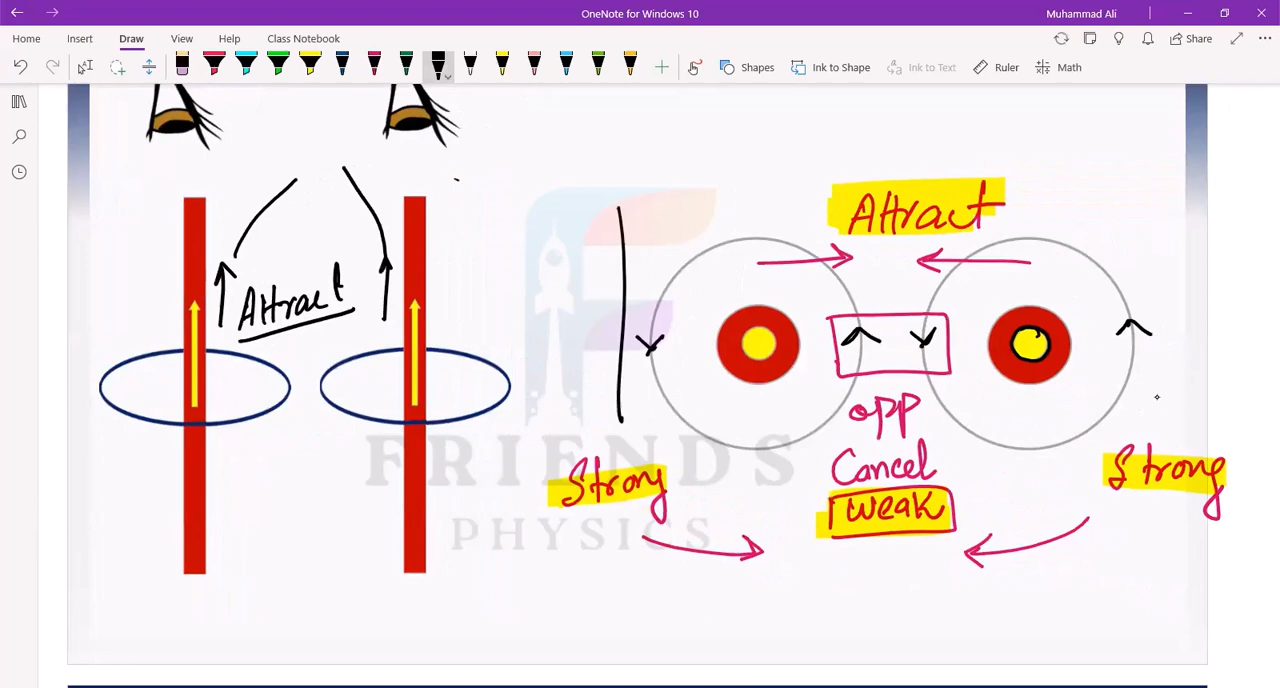 OneNote for Windows 10
Muhammad Ali
Home Insert Draw View Help Class Notebook
Share
Shapes Ink to Shape Ink to Text Ruler Math
Attract
Attract
opp
Cancel
Weak
Strong
Strong
FRIENDS
PHYSICS